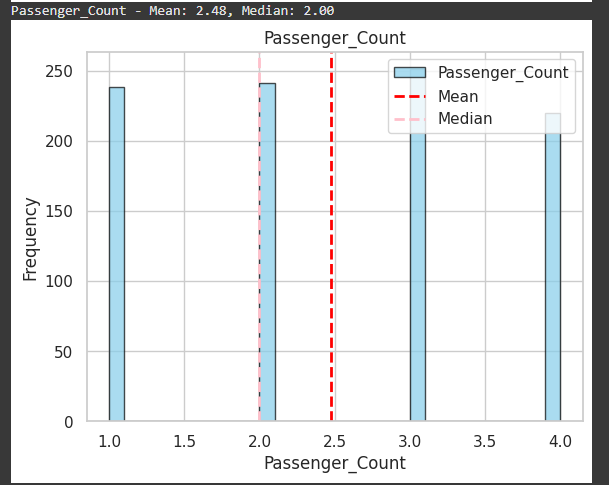 Passenger_Count - Mean: 2.48, Median: 2.00
Passenger_Count
Passenger_Count
Mean
Median
Frequency
250
200
150
100
50
0
1.0 1.5 2.0 2.5 3.0 3.5 4.0
Passenger_Count